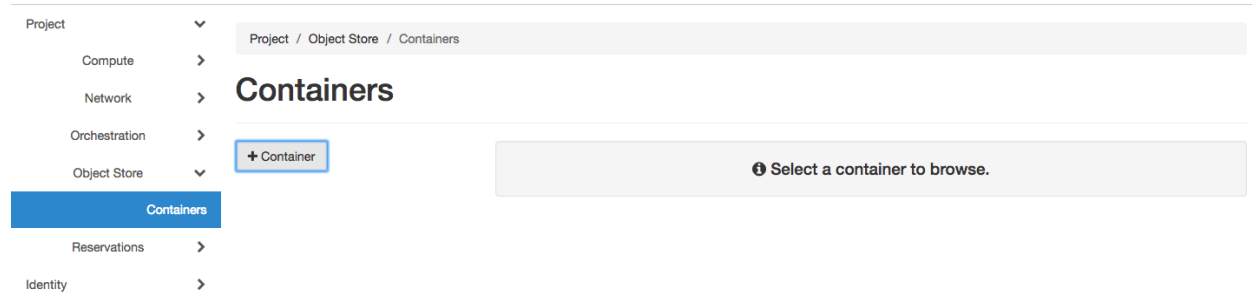 Project
Compute
Network
Orchestration
Object Store
Containers
Reservations
Identity
Project / Object Store / Containers
Containers
+ Container
Select a container to browse.